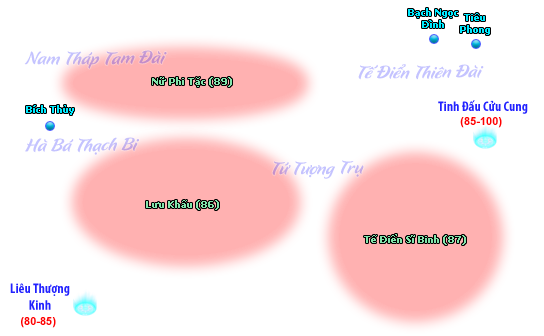 Bạch Ngọc
Đình
Tiêu
Phong
Nam Tháp Tam Đài
Tế Điển Thiên Đài
Nữ Phi Tặc (89)
Bích Thủy
Tinh Đẩu Cửu Cung
(85-100)
Hà Bá Thạch Bi
Tứ Tượng Trụ
Lưu Khấu (86)
Tế Điển Sĩ Binh (87)
Liêu Thượng
Kinh
(80-85)